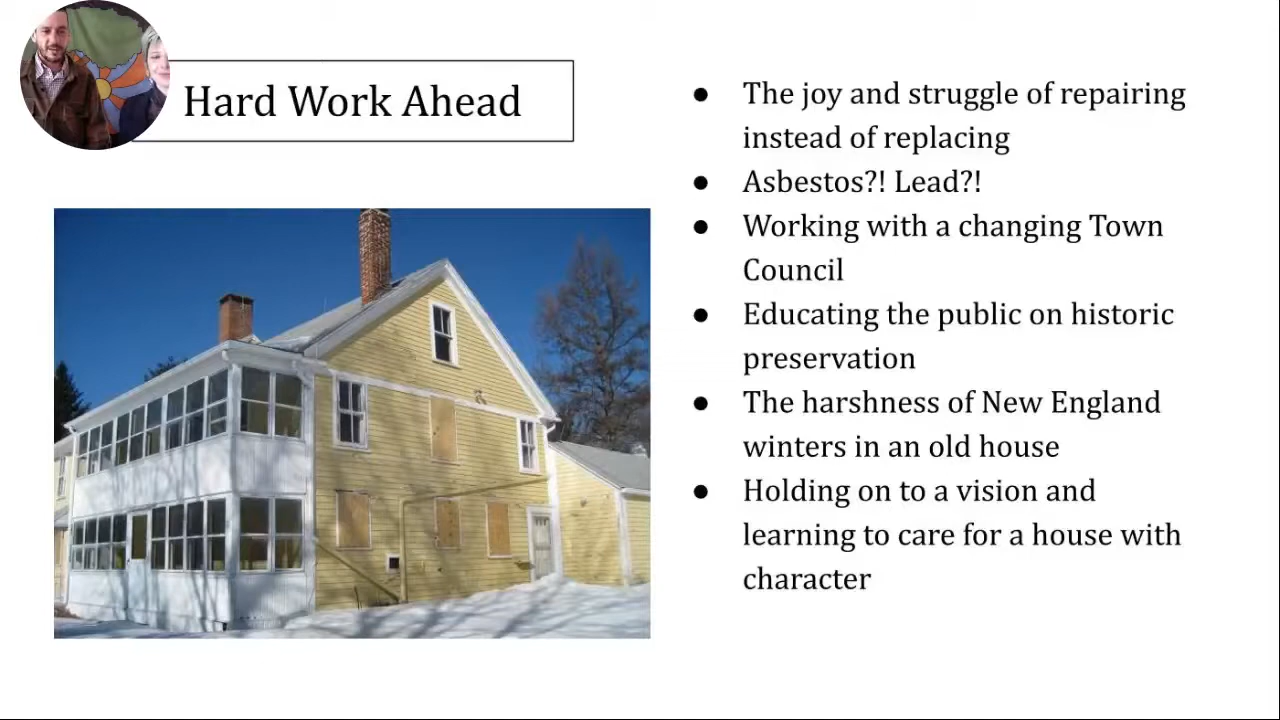 Hard Work Ahead
● The joy and struggle of repairing
instead of replacing
● Asbestos?! Lead?!
● Working with a changing Town
Council
● Educating the public on historic
preservation
● The harshness of New England
winters in an old house
● Holding on to a vision and
learning to care for a house with
character